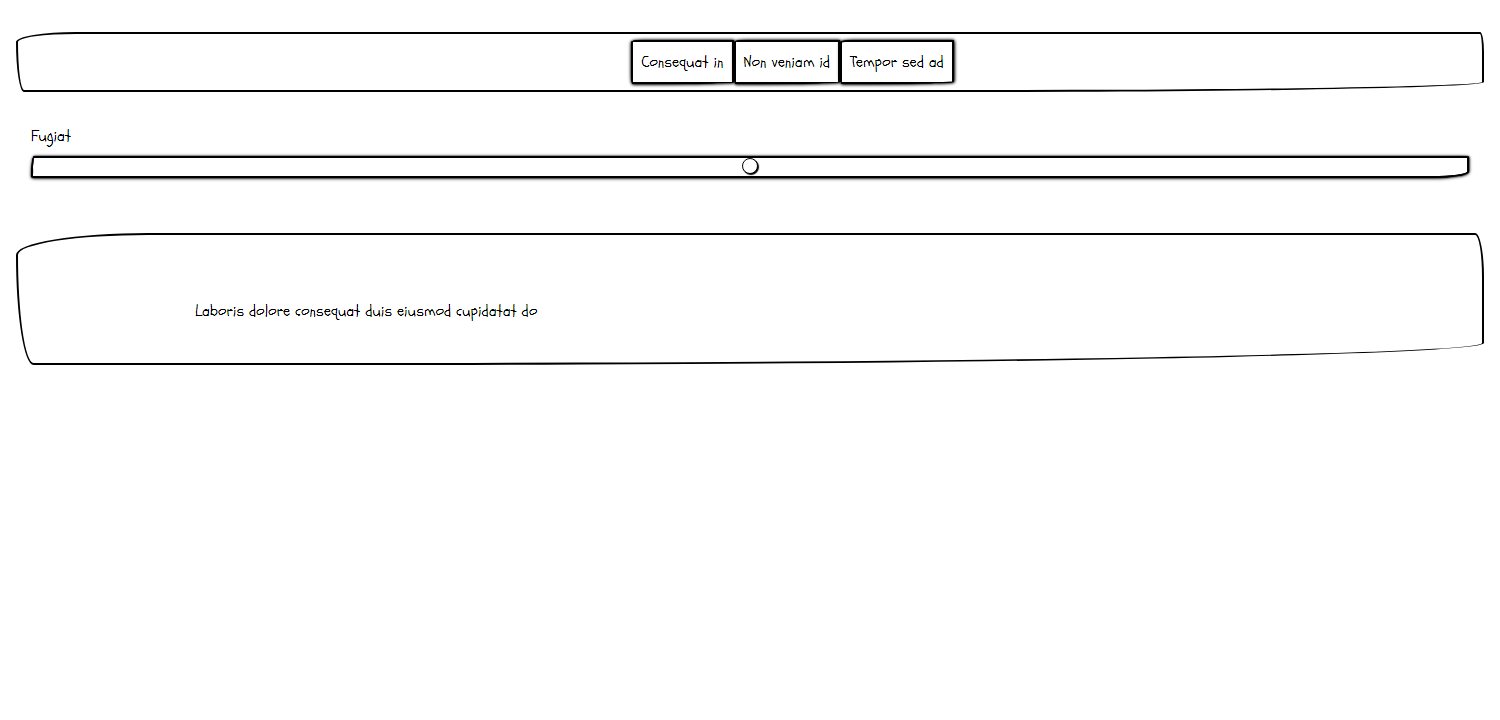 Consequat in Non veniam id Tempor sed ad
Fugiat
Laboris dolore consequat duis eiusmod cupidatat do